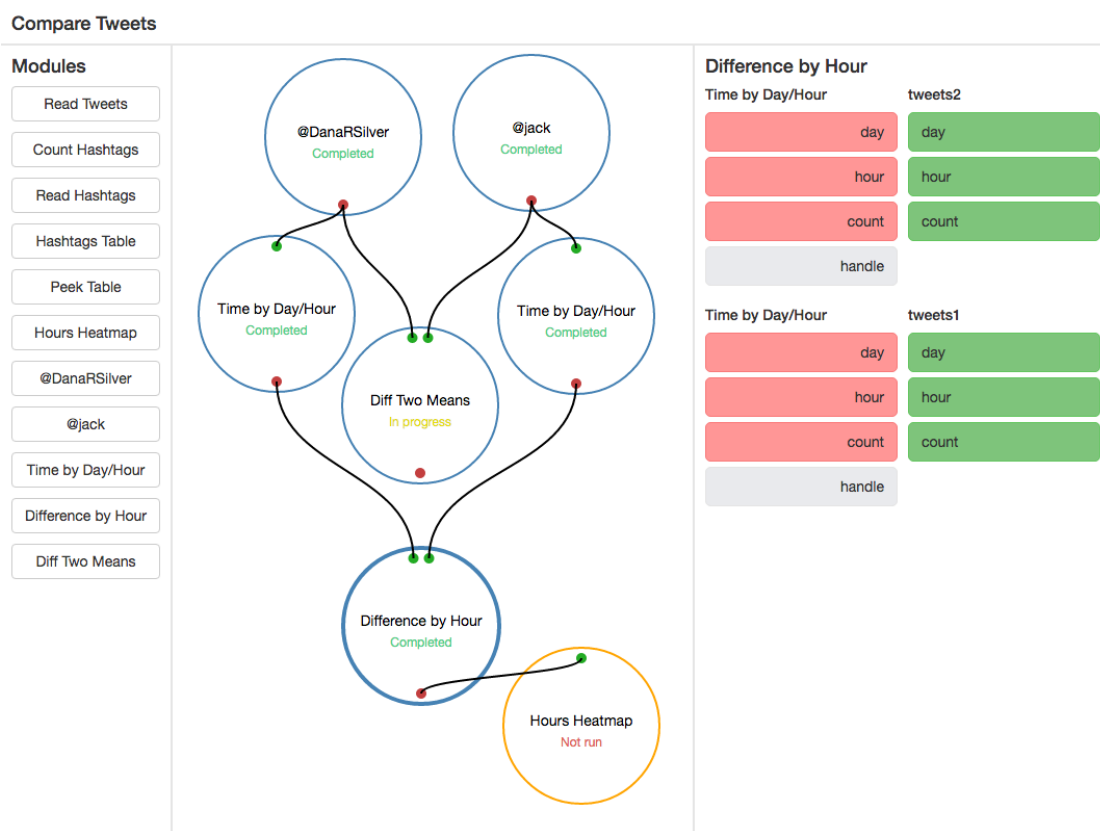 Compare Tweets
Modules
Read Tweets
Count Hashtags
Read Hashtags
Hashtags Table
Peek Table
Hours Heatmap
@DanaRSilver
@jack
Time by Day/Hour
Difference by Hour
Diff Two Means
@DanaRSilver
Completed
@jack
Completed
Time by Day/Hour
Completed
Time by Day/Hour
Completed
Diff Two Means
In progress
Difference by Hour
Completed
Hours Heatmap
Not run
Difference by Hour
Time by Day/Hour tweets2
day day
hour hour
count count
handle
Time by Day/Hour tweets1
day day
hour hour
count count
handle